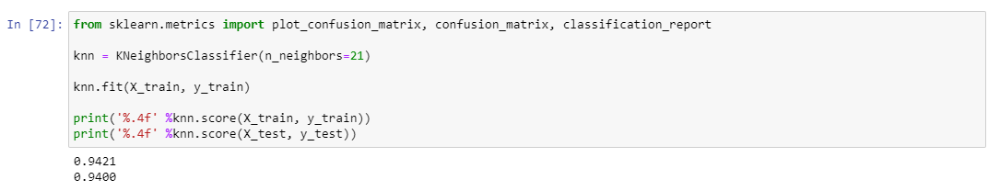 In [72]: from sklearn.metrics import plot_confusion_matrix, confusion_matrix, classification_report
knn = KNeighborsClassifier(n_neighbors=21)
knn.fit(X_train, y_train)
print('%.4f' %knn.score(X_train, y_train))
print('%.4f' %knn.score(X_test, y_test))
0.9421
0.9400